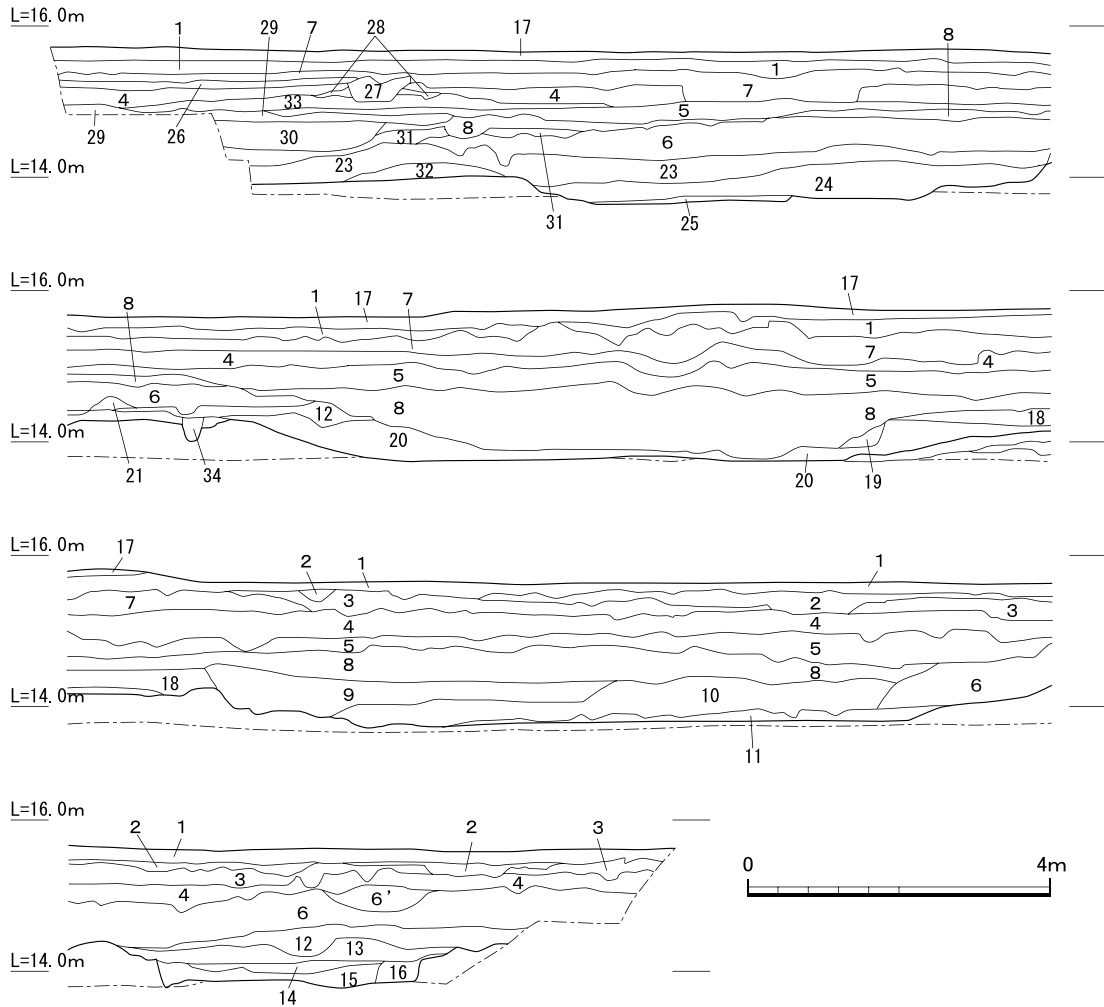 L=16.0m
1 7 29 28 17 8
27 1
4 33 4 7
5
29 26 30 31 8 6
L=14.0m
23 32 23 24
31
25
L=16.0m
8 1 17 7 17
1
4 7 4
5 5
6 12 8 8 18
L=14.0m
20
21 34 20 19
L=16.0m
17 2 1 1
7 3 2 3
4 4
5 5
8 8
18 9 10 6
L=14.0m
11
L=16.0m
2 1 2 3
3 4
4 6'
6
12 13
L=14.0m
14 15 16
0 4m